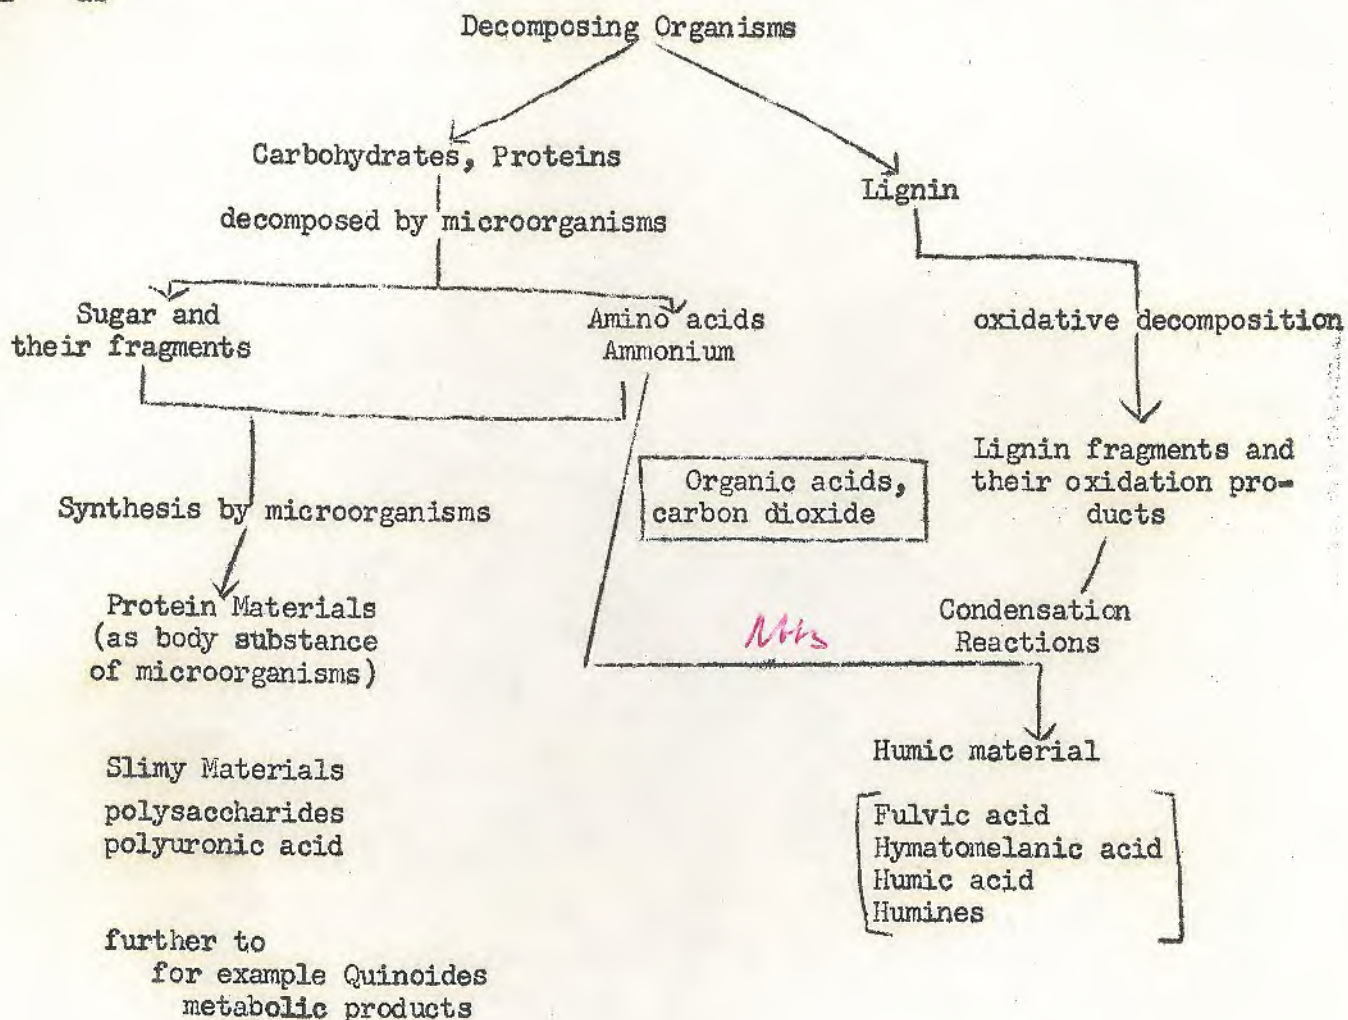 Decomposing Organisms
Carbohydrates, Proteins
Lignin
decomposed by microorganisms
Sugar and
their fragments
Amino acids
Ammonium
oxidative decomposition
Lignin fragments and
their oxidation pro-
ducts
Organic acids,
carbon dioxide
Synthesis by microorganisms
Protein Materials
(as body substance
of microorganisms)
NH3
Condensation
Reactions
Humic material
Slimy Materials
polysaccharides
polyuronic acid
Fulvic acid
Hymatomelanic acid
Humic acid
Humines
further to
for example Quinoides
metabolic products